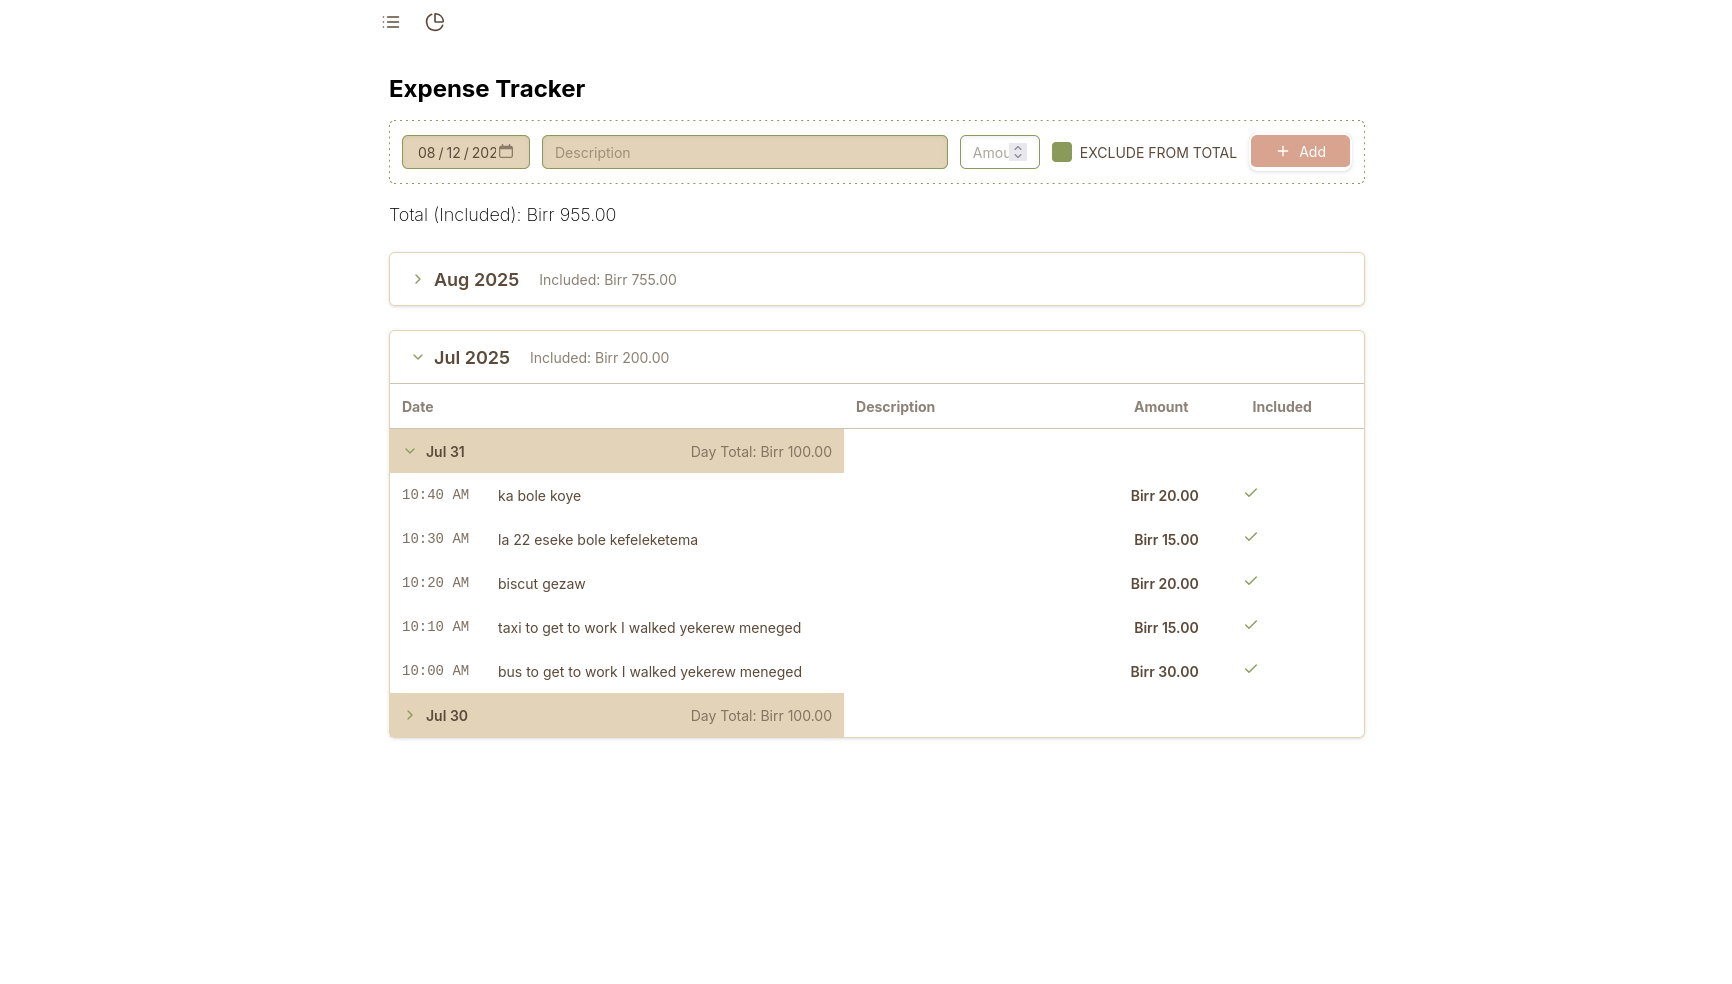 Expense Tracker
08 / 12 / 202 Description Amou EXCLUDE FROM TOTAL + Add
Total (Included): Birr 955.00
Aug 2025 Included: Birr 755.00
Jul 2025 Included: Birr 200.00
Date Description Amount Included
Jul 31 Day Total: Birr 100.00
10:40 AM ka bole koye Birr 20.00
10:30 AM la 22 eseke bole kefeleketema Birr 15.00
10:20 AM biscut gezaw Birr 20.00
10:10 AM taxi to get to work I walked yekerew meneged Birr 15.00
10:00 AM bus to get to work I walked yekerew meneged Birr 30.00
Jul 30 Day Total: Birr 100.00